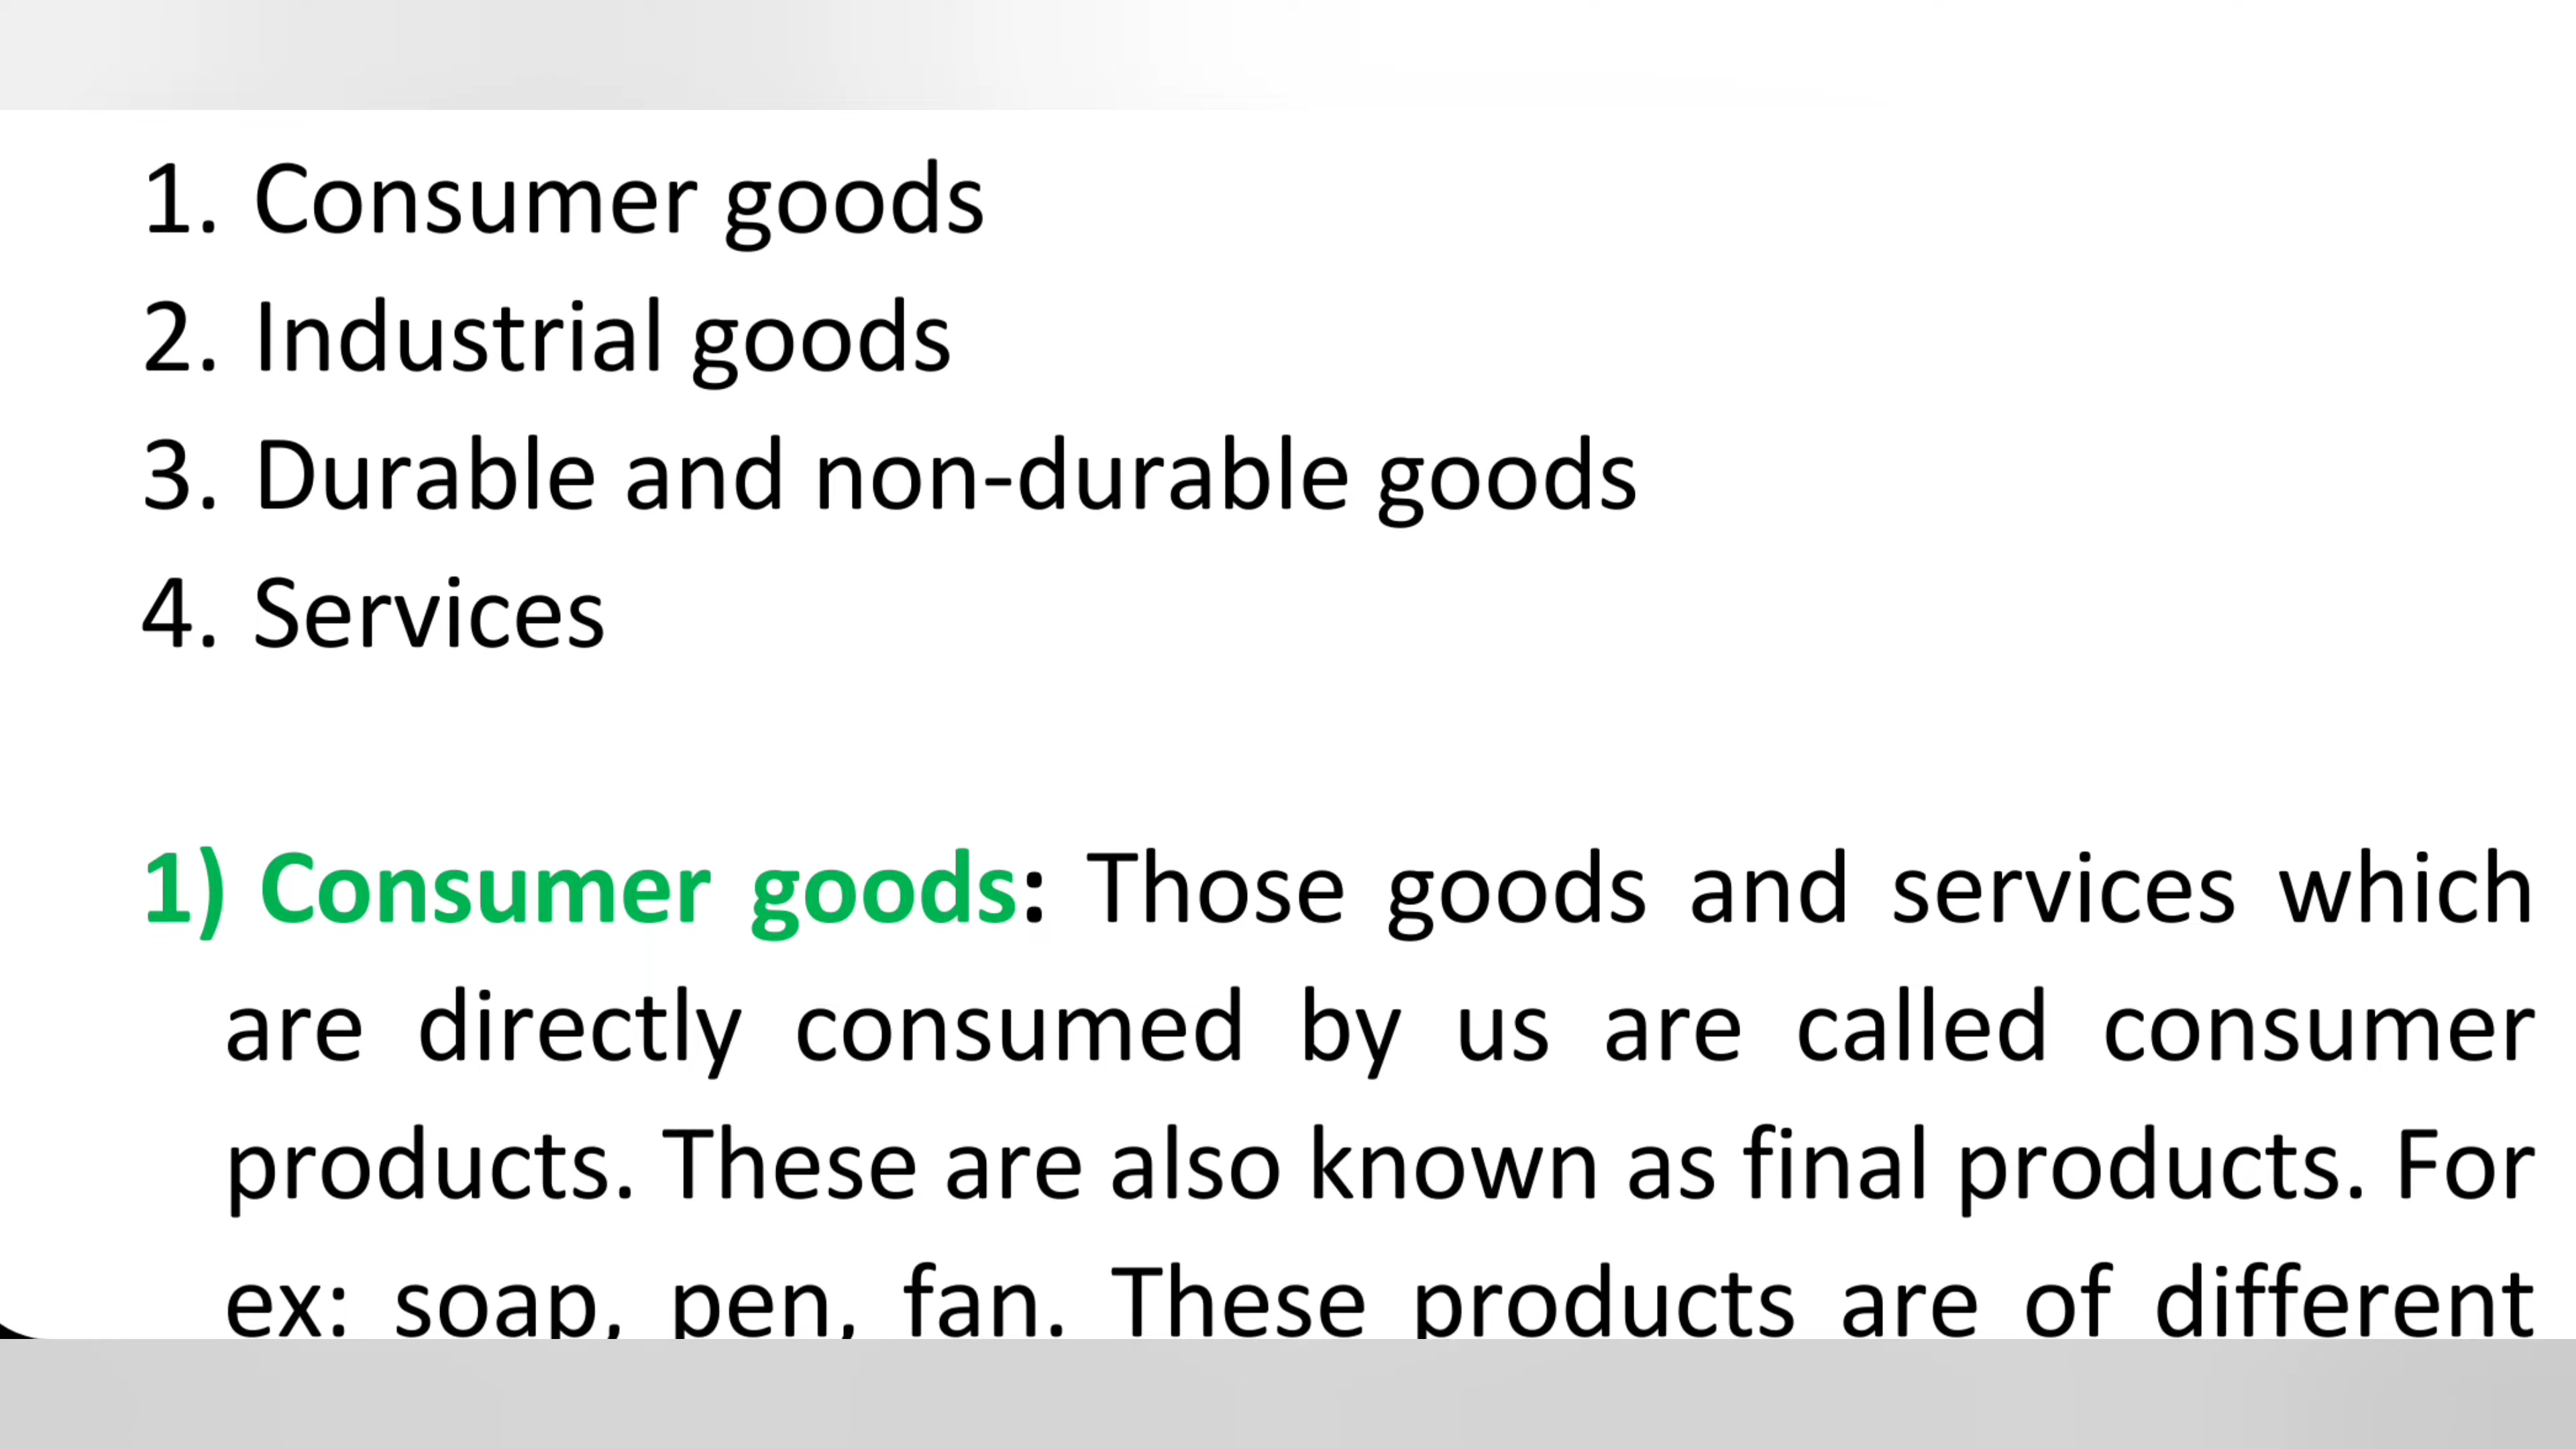 1. Consumer goods
2. Industrial goods
3. Durable and non-durable goods
4. Services
1) Consumer goods: Those goods and services which
are directly consumed by us are called consumer
products. These are also known as final products. For
ex: soap, pen, fan. These products are of different